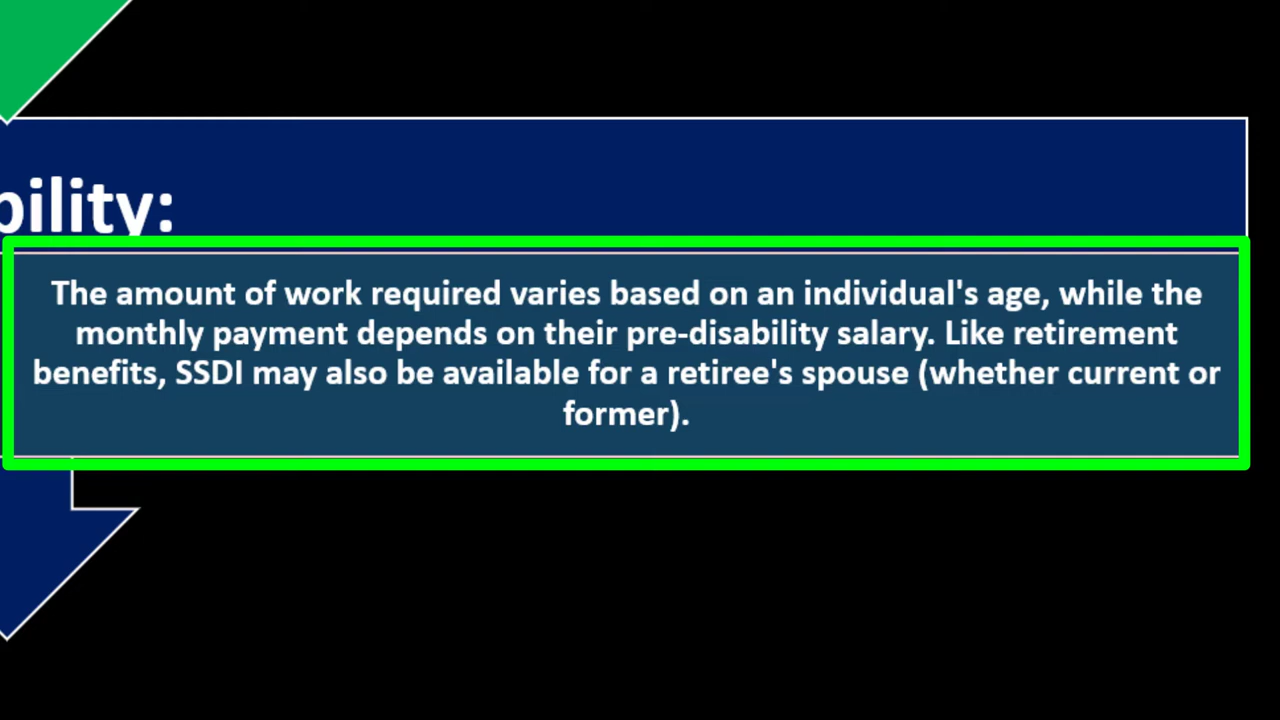 bility:
The amount of work required varies based on an individual's age, while the
monthly payment depends on their pre-disability salary. Like retirement
benefits, SSDI may also be available for a retiree's spouse (whether current or
former).